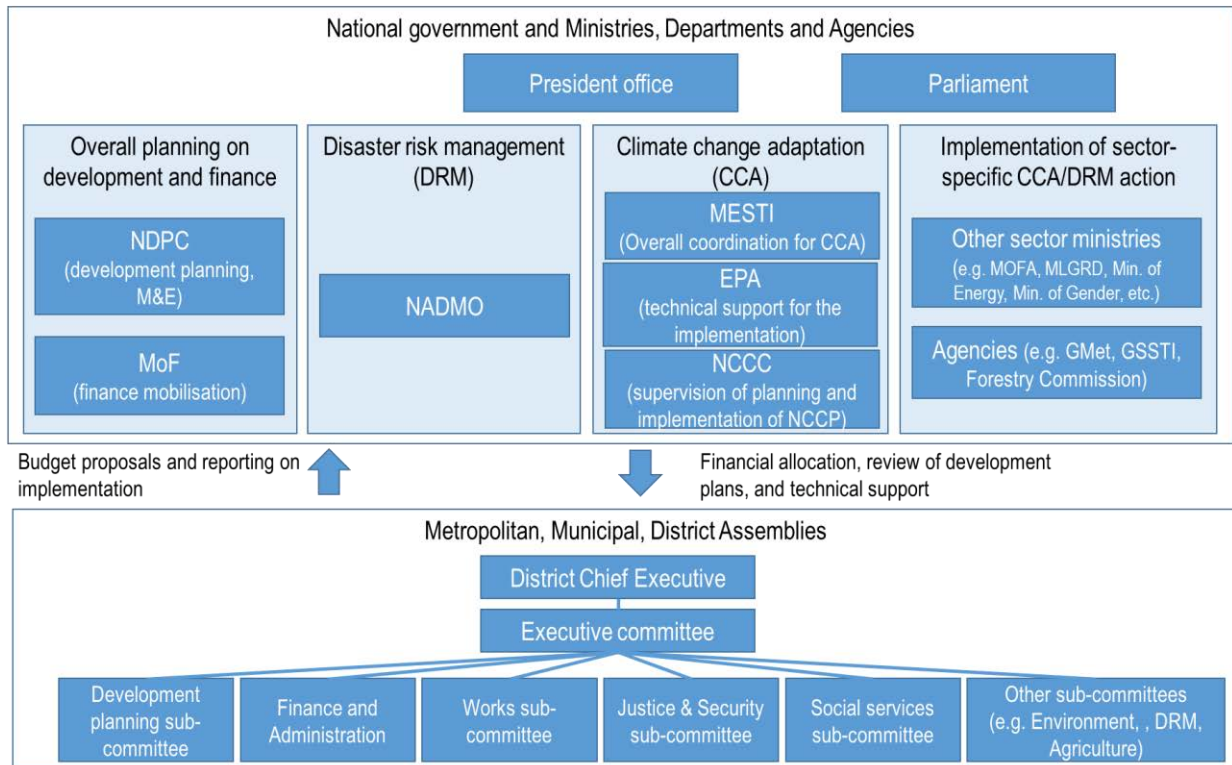 National government and Ministries, Departments and Agencies
President office
Parliament
Overall planning on
development and finance
NDPC
(development planning,
M&E)
MoF
(finance mobilisation)
Disaster risk management
(DRM)
NADMO
Climate change adaptation
(CCA)
MESTI
(Overall coordination for CCA)
EPA
(technical support for the
implementation)
NCCC
(supervision of planning and
implementation of NCCP)
Implementation of sector-
specific CCA/DRM action
Other sector ministries
(e.g. MOFA, MLGRD, Min. of
Energy, Min. of Gender, etc.)
Agencies (e.g. GMet, GSSTI,
Forestry Commission)
Budget proposals and reporting on
implementation
Financial allocation, review of development
plans, and technical support
Metropolitan, Municipal, District Assemblies
District Chief Executive
Executive committee
Development
planning sub-
committee
Finance and
Administration
Works sub-
committee
Justice & Security
sub-committee
Social services
sub-committee
Other sub-committees
(e.g. Environment, , DRM,
Agriculture)